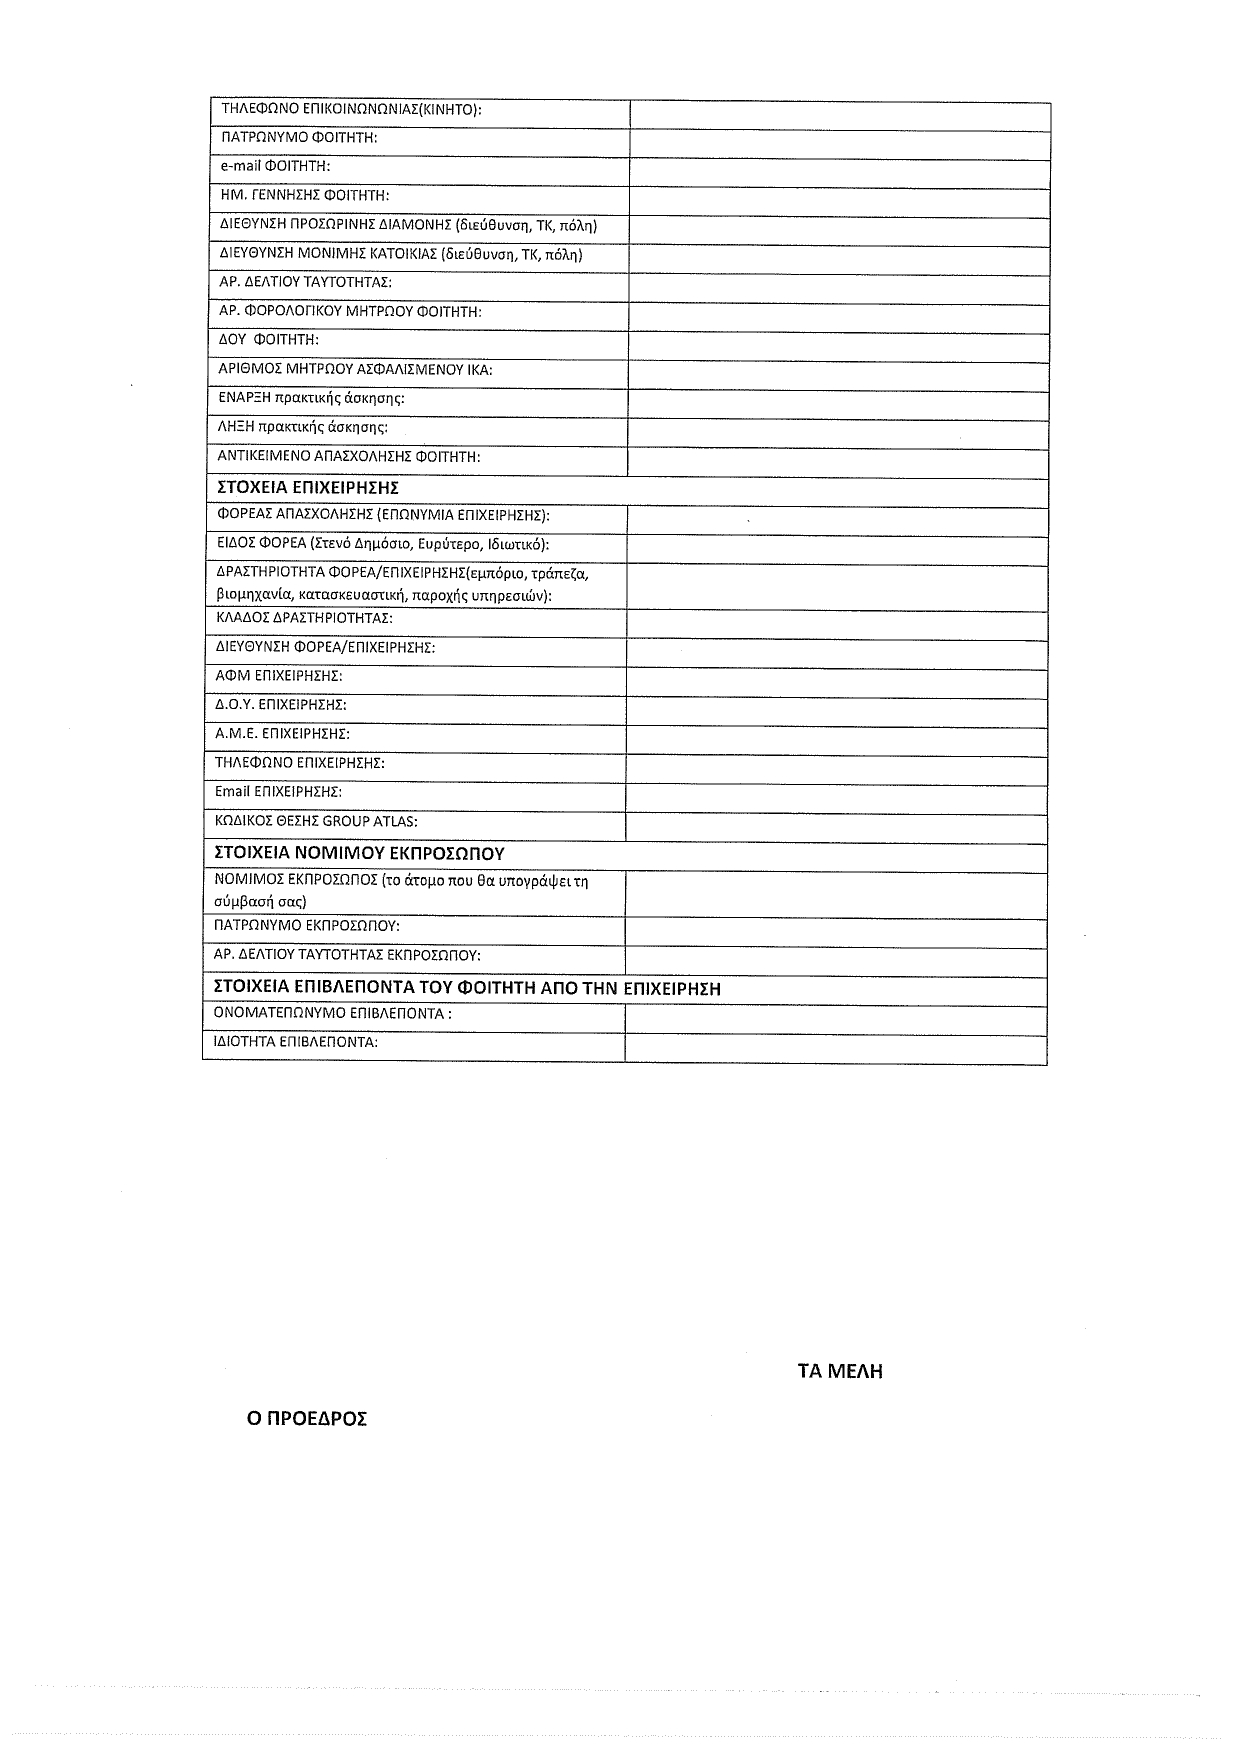 ΤΗΛΕΦΩΝΟ ΕΠΙΚΟΙΝΩΝΩΝΙΑΣ(ΚΙΝΗΤΟ):
ΠΑΤΡΩΝΥΜΟ ΦΟΙΤΗΤΗ:
e-mail ΦΟΙΤΗΤΗ:
ΗΜ. ΓΕΝΝΗΣΗΣ ΦΟΙΤΗΤΗ:
ΔΙΕΘΥΝΣΗ ΠΡΟΣΩΡΙΝΗΣ ΔΙΑΜΟΝΗΣ (διεύθυνση, ΤΚ, πόλη)
ΔΙΕΥΘΥΝΣΗ ΜΟΝΙΜΗΣ ΚΑΤΟΙΚΙΑΣ (διεύθυνση, ΤΚ, πόλη)
ΑΡ. ΔΕΛΤΙΟΥ ΤΑΥΤΟΤΗΤΑΣ:
ΑΡ. ΦΟΡΟΛΟΓΙΚΟΥ ΜΗΤΡΩΟΥ ΦΟΙΤΗΤΗ:
ΔΟΥ ΦΟΙΤΗΤΗ:
ΑΡΙΘΜΟΣ ΜΗΤΡΩΟΥ ΑΣΦΑΛΙΣΜΕΝΟΥ ΙΚΑ:
ΕΝΑΡΞΗ πρακτικής άσκησης:
ΛΗΞΗ πρακτικής άσκησης:
ΑΝΤΙΚΕΙΜΕΝΟ ΑΠΑΣΧΟΛΗΣΗΣ ΦΟΙΤΗΤΗ:
ΣΤΟΧΕΙΑ ΕΠΙΧΕΙΡΗΣΗΣ
ΦΟΡΕΑΣ ΑΠΑΣΧΟΛΗΣΗΣ (ΕΠΩΝΥΜΙΑ ΕΠΙΧΕΙΡΗΣΗΣ):
ΕΙΔΟΣ ΦΟΡΕΑ (Στενό Δημόσιο, Ευρύτερο, Ιδιωτικό):
ΔΡΑΣΤΗΡΙΟΤΗΤΑ ΦΟΡΕΑ/ΕΠΙΧΕΙΡΗΣΗΣ(εμπόριο, τράπεζα,
βιομηχανία, κατασκευαστική, παροχής υπηρεσιών):
ΚΛΑΔΟΣ ΔΡΑΣΤΗΡΙΟΤΗΤΑΣ:
ΔΙΕΥΘΥΝΣΗ ΦΟΡΕΑ/ΕΠΙΧΕΙΡΗΣΗΣ:
ΑΦΜ ΕΠΙΧΕΙΡΗΣΗΣ:
Δ.Ο.Υ. ΕΠΙΧΕΙΡΗΣΗΣ:
Α.Μ.Ε. ΕΠΙΧΕΙΡΗΣΗΣ:
ΤΗΛΕΦΩΝΟ ΕΠΙΧΕΙΡΗΣΗΣ:
Email ΕΠΙΧΕΙΡΗΣΗΣ:
ΚΩΔΙΚΟΣ ΘΕΣΗΣ GROUP ATLAS:
ΣΤΟΙΧΕΙΑ ΝΟΜΙΜΟΥ ΕΚΠΡΟΣΩΠΟΥ
ΝΟΜΙΜΟΣ ΕΚΠΡΟΣΩΠΟΣ (το άτομο που θα υπογράψει τη
σύμβασή σας)
ΠΑΤΡΩΝΥΜΟ ΕΚΠΡΟΣΩΠΟΥ:
ΑΡ. ΔΕΛΤΙΟΥ ΤΑΥΤΟΤΗΤΑΣ ΕΚΠΡΟΣΩΠΟΥ:
ΣΤΟΙΧΕΙΑ ΕΠΙΒΛΕΠΟΝΤΑ ΤΟΥ ΦΟΙΤΗΤΗ ΑΠΟ ΤΗΝ ΕΠΙΧΕΙΡΗΣΗ
ΟΝΟΜΑΤΕΠΩΝΥΜΟ ΕΠΙΒΛΕΠΟΝΤΑ :
ΙΔΙΟΤΗΤΑ ΕΠΙΒΛΕΠΟΝΤΑ:
ΤΑ ΜΕΛΗ
Ο ΠΡΟΕΔΡΟΣ